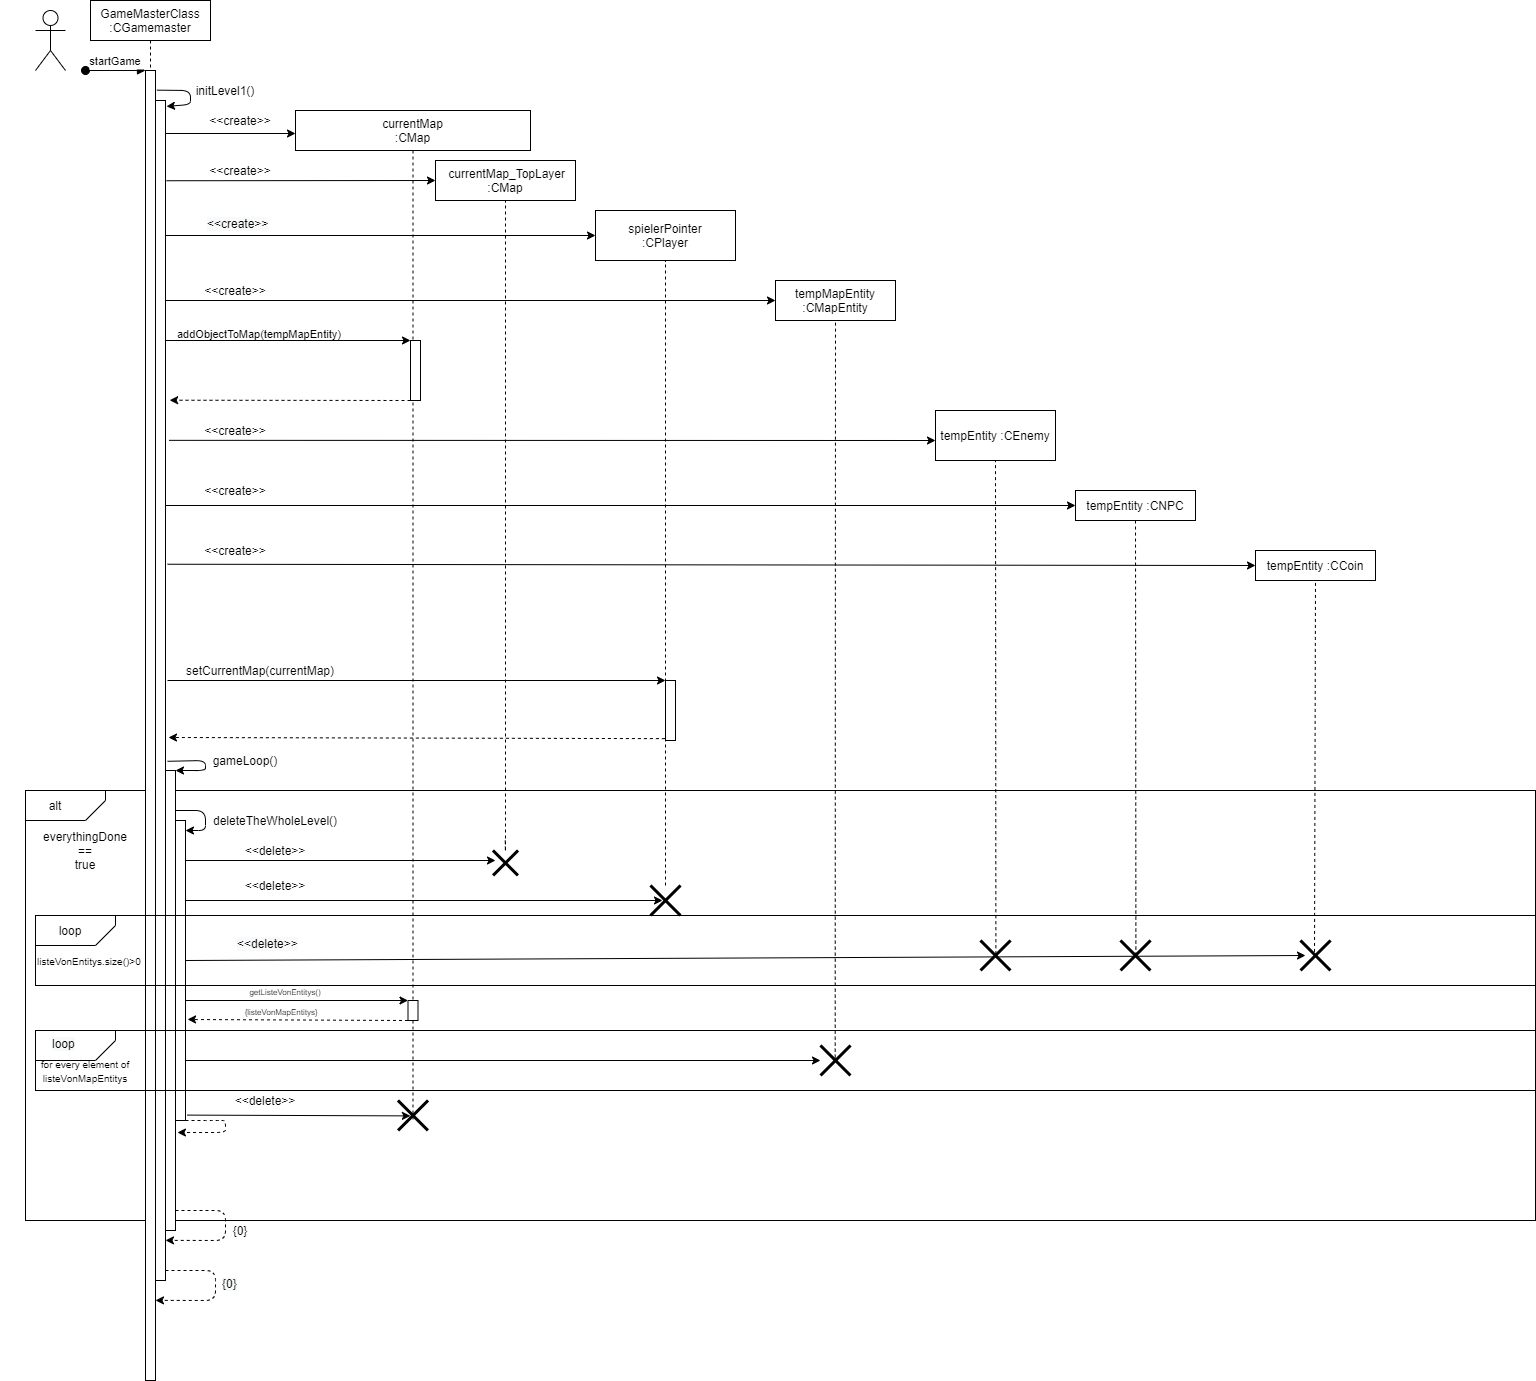 GameMasterClass
:CGamemaster
startGame
initLevel1()
<<create>>
currentMap
:CMap
<<create>>
currentMap_TopLayer
:CMap
<<create>>
spielerPointer
:CPlayer
<<create>>
tempMapEntity
:CMapEntity
addObjectToMap(tempMapEntity)
<<create>>
tempEntity :CEnemy
<<create>>
tempEntity :CNPC
<<create>>
tempEntity :CCoin
setCurrentMap(currentMap)
gameLoop()
alt
everythingDone
==
true
deleteTheWholeLevel()
<<delete>>
<<delete>>
loop
listeVonEntitys.size()>0
<<delete>>
getListeVonEntitys()
{listeVonMapEntitys}
loop
for every element of
listeVonMapEntitys
<<delete>>
{0}
{0}